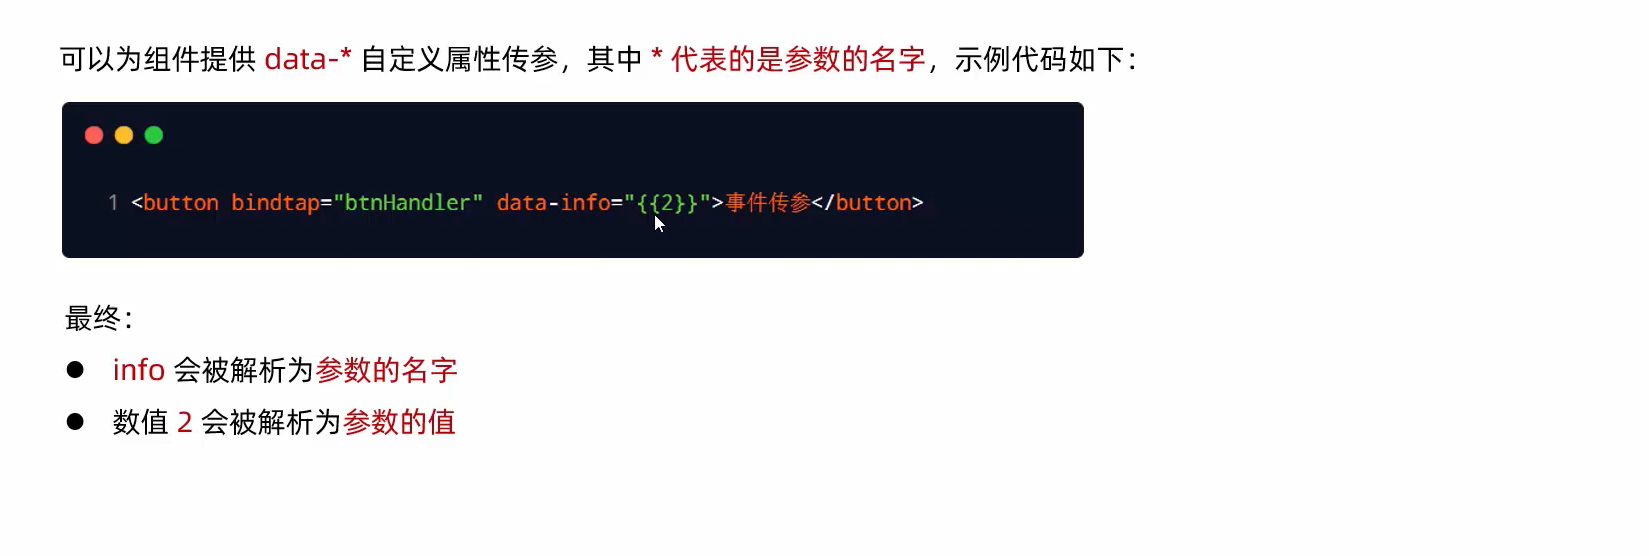 可以为组件提供 data-* 自定义属性传参，其中 * 代表的是参数的名字，示例代码如下：
1 <button bindtap="btnHandler" data-info="{{2}}">事件传参</button>
最终：
● info 会被解析为参数的名字
● 数值 2 会被解析为参数的值